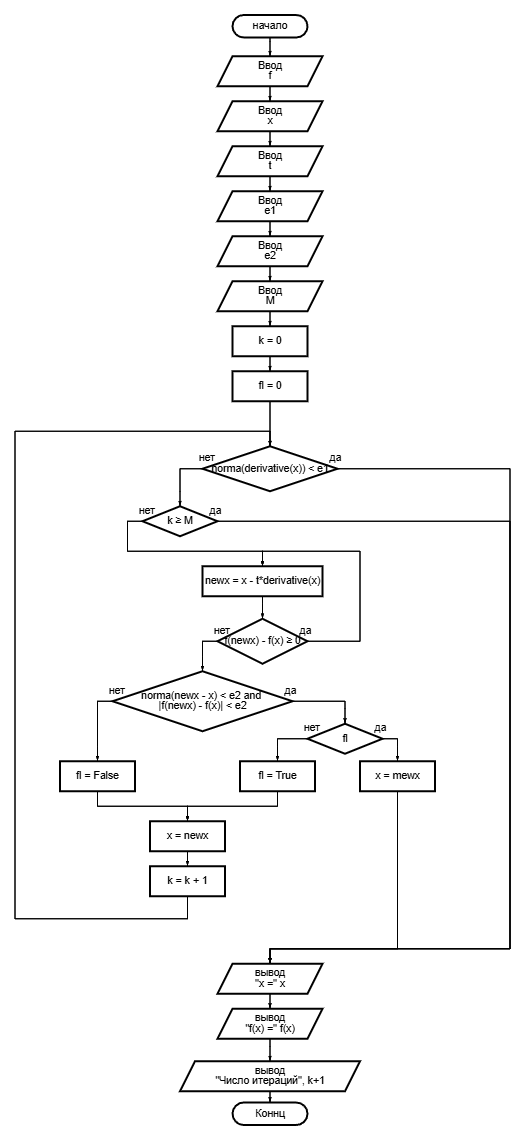 начало
Ввод
f
Ввод
x
Ввод
t
Ввод
e1
Ввод
e2
Ввод
M
k = 0
fl = 0
нет
да
norma(derivative(x)) < e1
нет
да
k ≥ M
newx = x - t*derivative(x)
нет
да
f(newx) - f(x) ≥ 0
нет
да
norma(newx - x) < e2 and
|f(newx) - f(x)| < e2
нет
да
fl
fl = False
fl = True
x = mewx
x = newx
k = k + 1
вывод
"x =" x
вывод
"f(x) =" f(x)
вывод
"Число итераций", k+1
Коннц